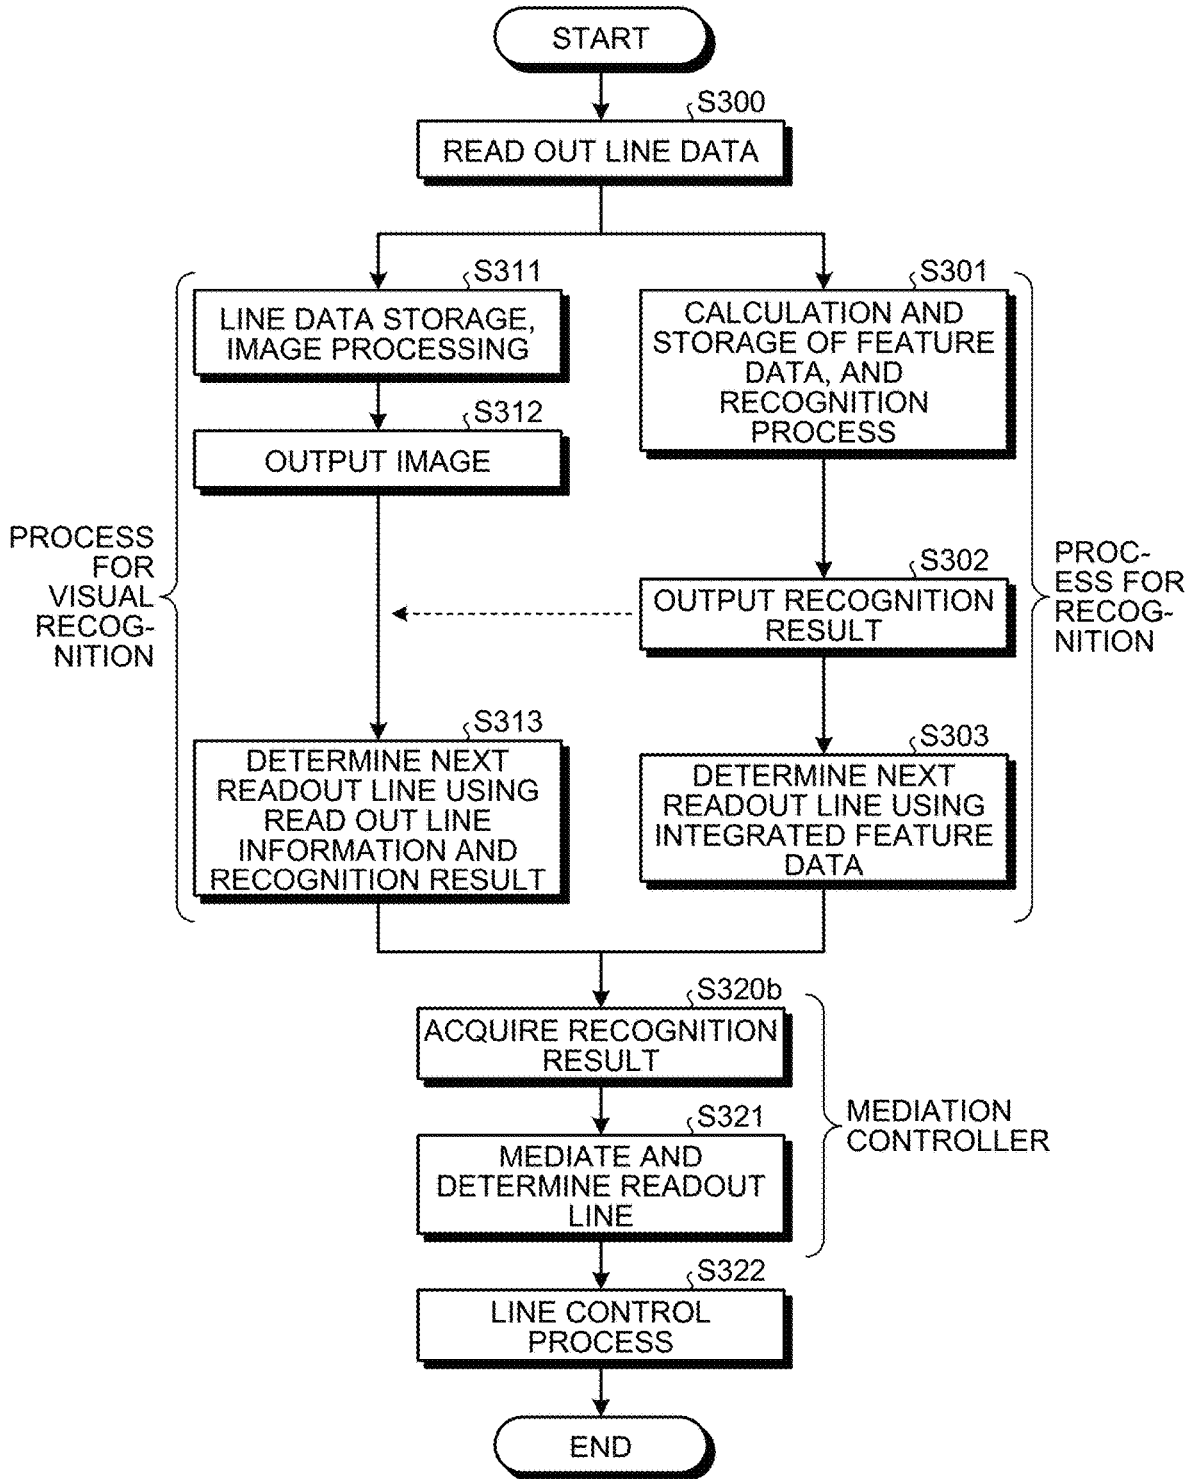 START
S300
READ OUT LINE DATA
S311
LINE DATA STORAGE,
IMAGE PROCESSING
S312
OUTPUT IMAGE
PROCESS
FOR
VISUAL
RECOG-
NITION
S313
DETERMINE NEXT
READOUT LINE USING
READ OUT LINE
INFORMATION AND
RECOGNITION RESULT
S301
CALCULATION AND
STORAGE OF FEATURE
DATA, AND
RECOGNITION
PROCESS
S302
OUTPUT RECOGNITION
RESULT
PROC-
ESS FOR
RECOG-
NITION
S303
DETERMINE NEXT
READOUT LINE USING
INTEGRATED FEATURE
DATA
S320b
ACQUIRE RECOGNITION
RESULT
S321
MEDIATE AND
DETERMINE READOUT
LINE
MEDIATION
CONTROLLER
S322
LINE CONTROL
PROCESS
END